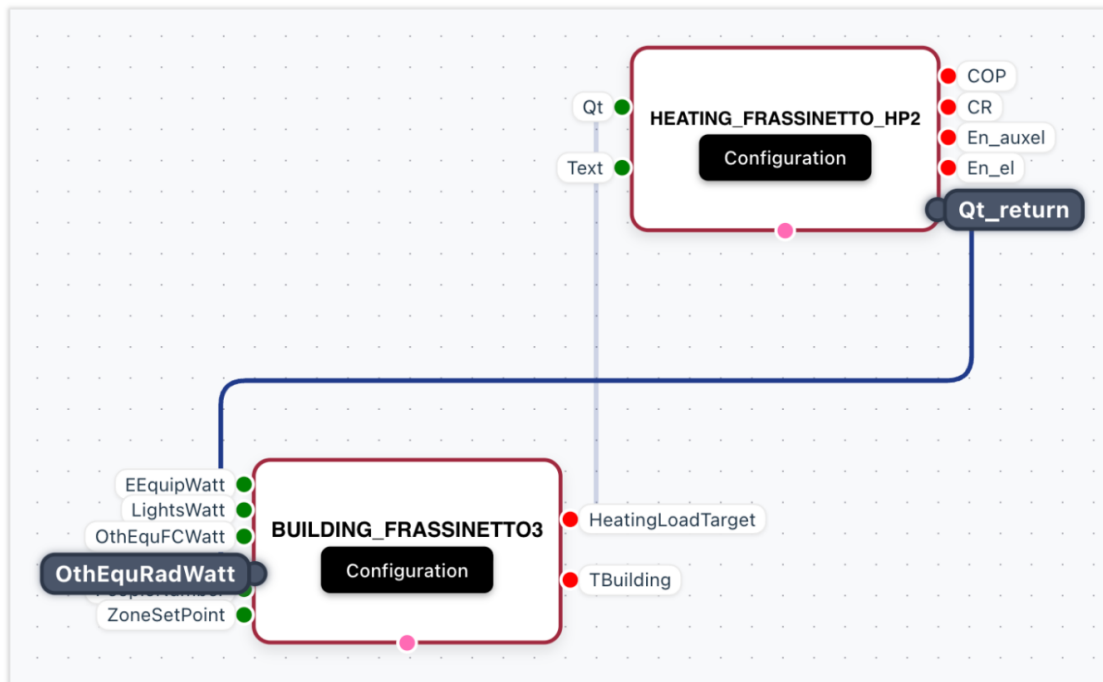 COP
Qt
CR
HEATING_FRASSINETTO_HP2
En_auxel
Configuration
Text
En_el
Qt_return
EEquipWatt
LightsWatt
HeatingLoadTarget
BUILDING_FRASSINETTO3
OthEquFCWatt
Configuration
OthEquRadWatt
TBuilding
ZoneSetPoint